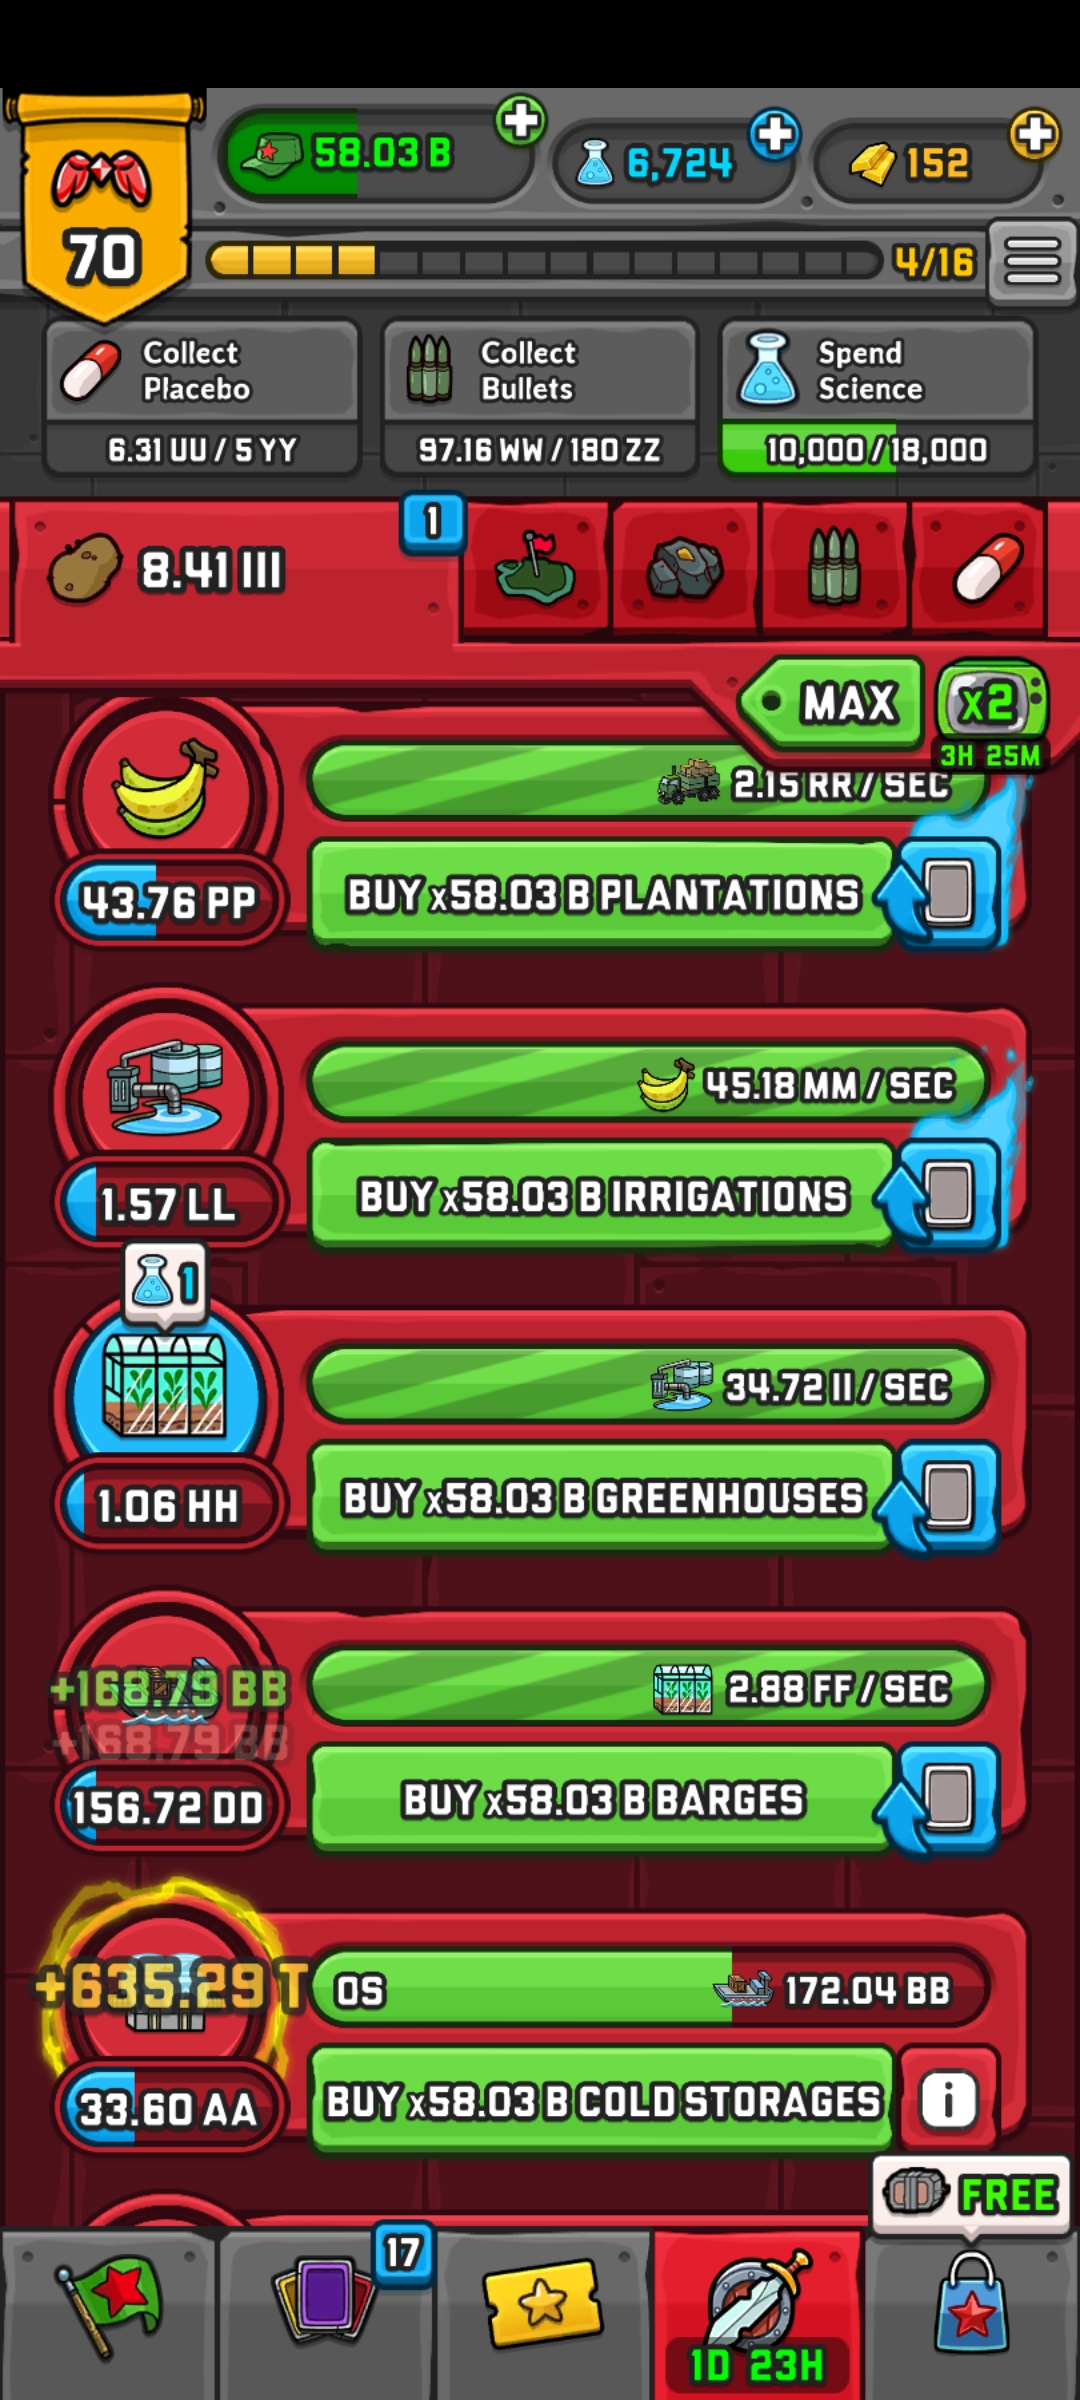 58.03 B
6,724
152
70
4/16
Collect
Placebo
6.31 UU / 5 YY
Collect
Bullets
97.16 WW / 180 ZZ
Spend
Science
10,000 / 18,000
8.41 III
1
MAX
x2
3H 25M
2.15 RR / SEC
43.76 PP
BUY x58.03 B PLANTATIONS
45.18 MM / SEC
1.57 LL
BUY x58.03 B IRRIGATIONS
1
34.72 II / SEC
1.06 HH
BUY x58.03 B GREENHOUSES
+168.79 BB
+168.79 BB
2.88 FF / SEC
156.72 DD
BUY x58.03 B BARGES
+635.29 T
0S
172.04 BB
33.60 AA
BUY x58.03 B COLD STORAGES
i
FREE
17
1D 23H